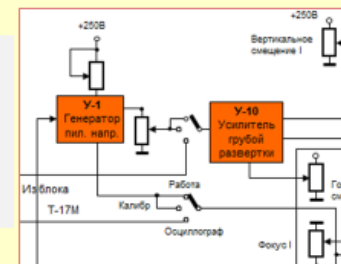 +250В
+250В
Вертикальное
смещение I
У-1
Генератор
пил. напр.
У-10
Усилитель
грубой
развертки
Из блока
Т-17М
Работа
Калибр
Осциллограф
Фокус I